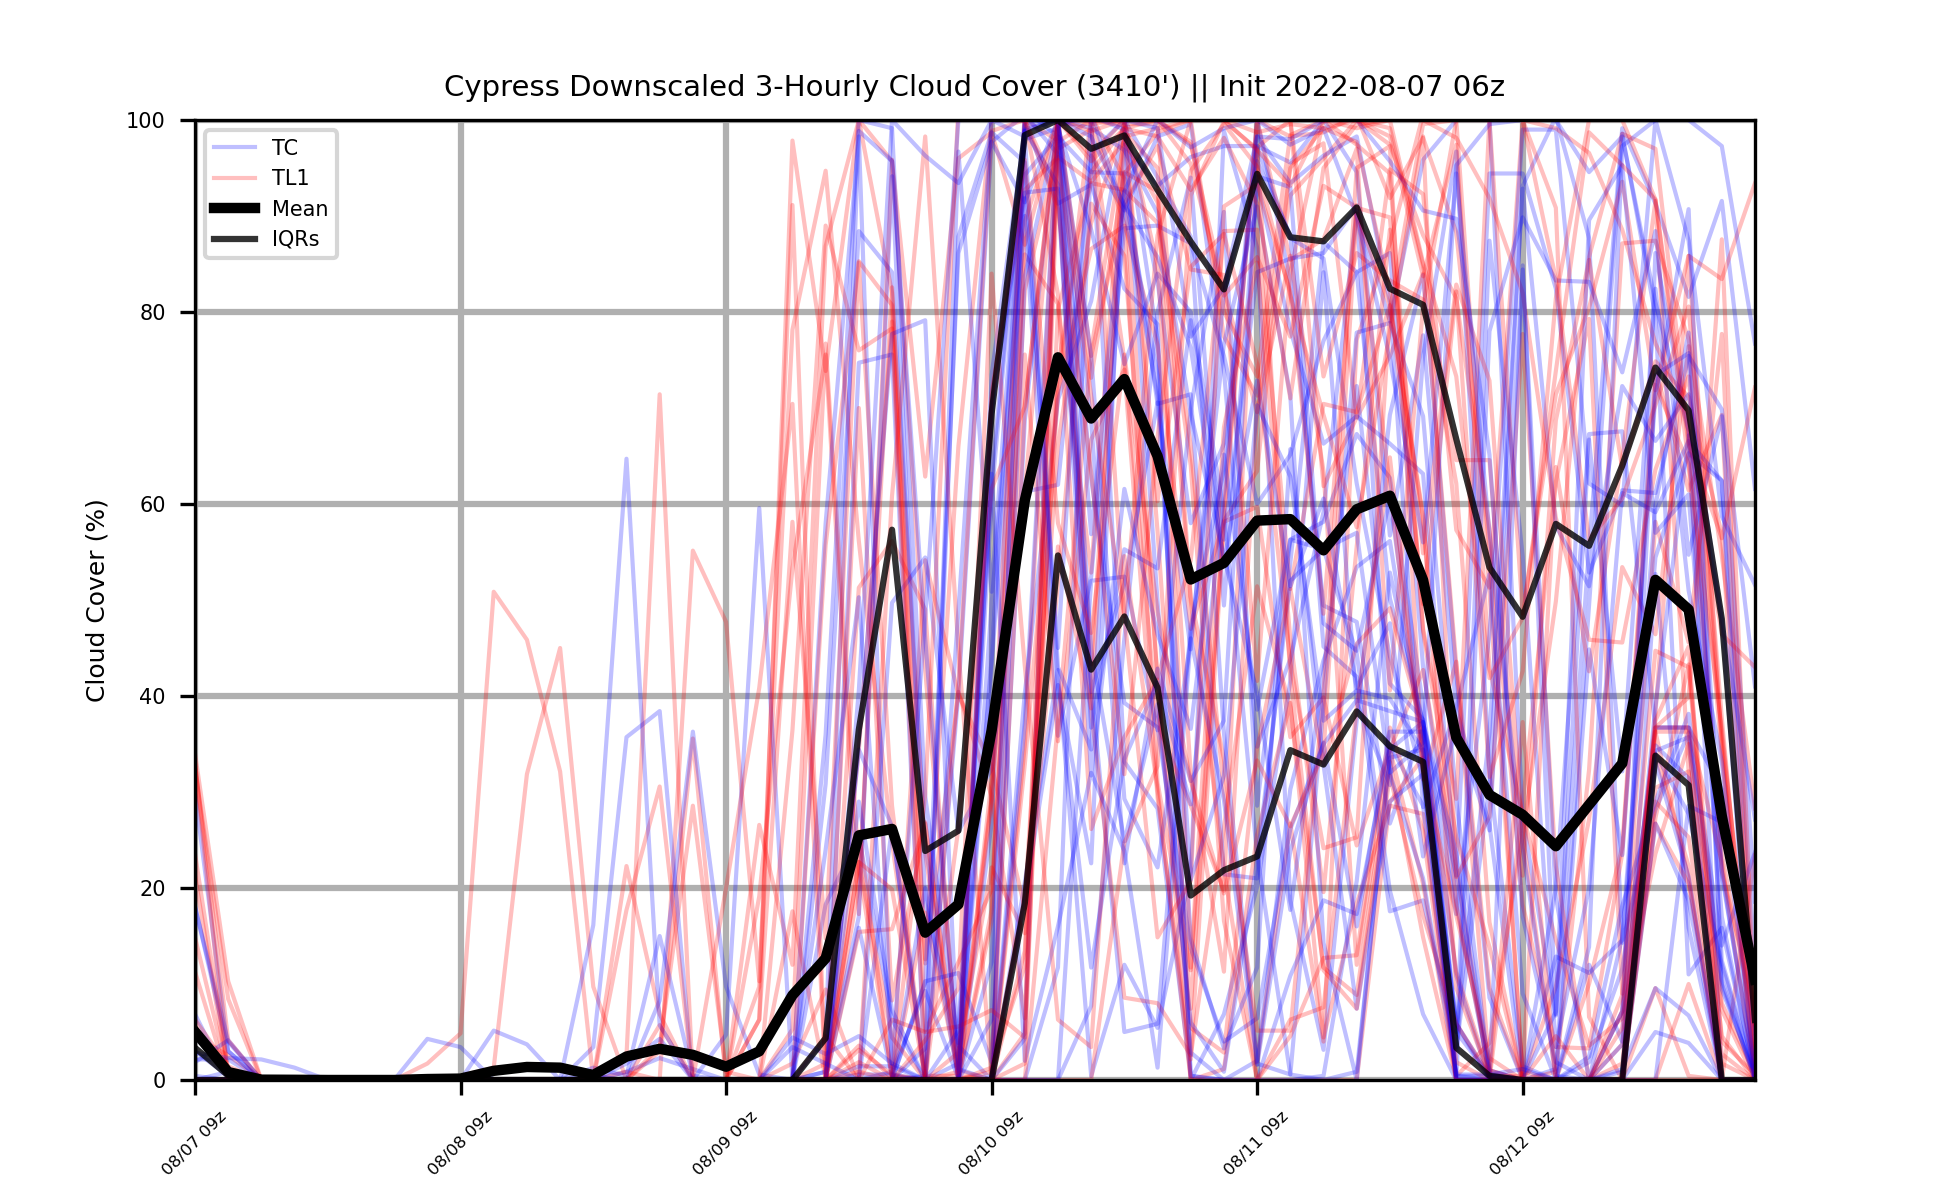 Cypress Downscaled 3-Hourly Cloud Cover (3410') || Init 2022-08-07 06z
TC
TL1
Mean
IQRs
Cloud Cover (%)
100
80
60
40
20
0
08/07 09z
08/08 09z
08/09 09z
08/10 09z
08/11 09z
08/12 09z